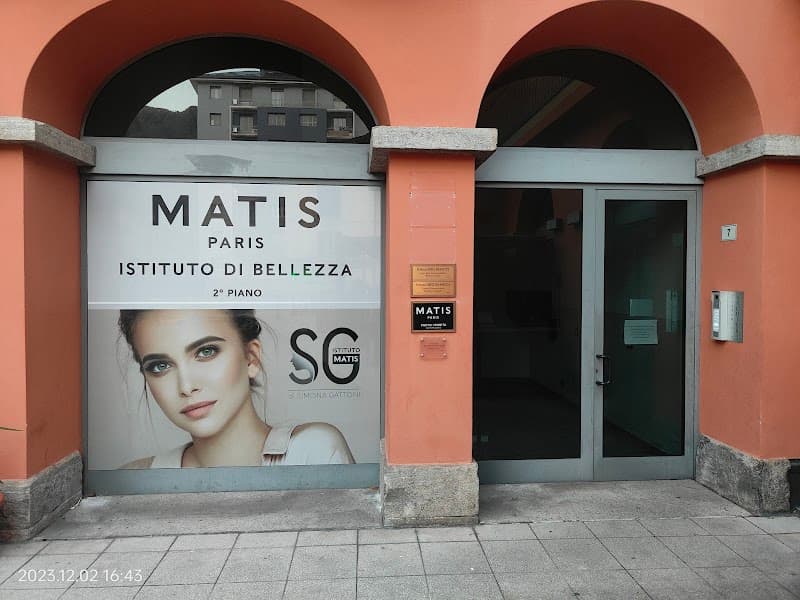 MATIS
PARIS
ISTITUTO DI BELLEZZA
2° PIANO
SG
ISTITUTO
MATIS
DI SIMONA GATTONI
MATIS
PARIS
7
2023.12.02 16:43